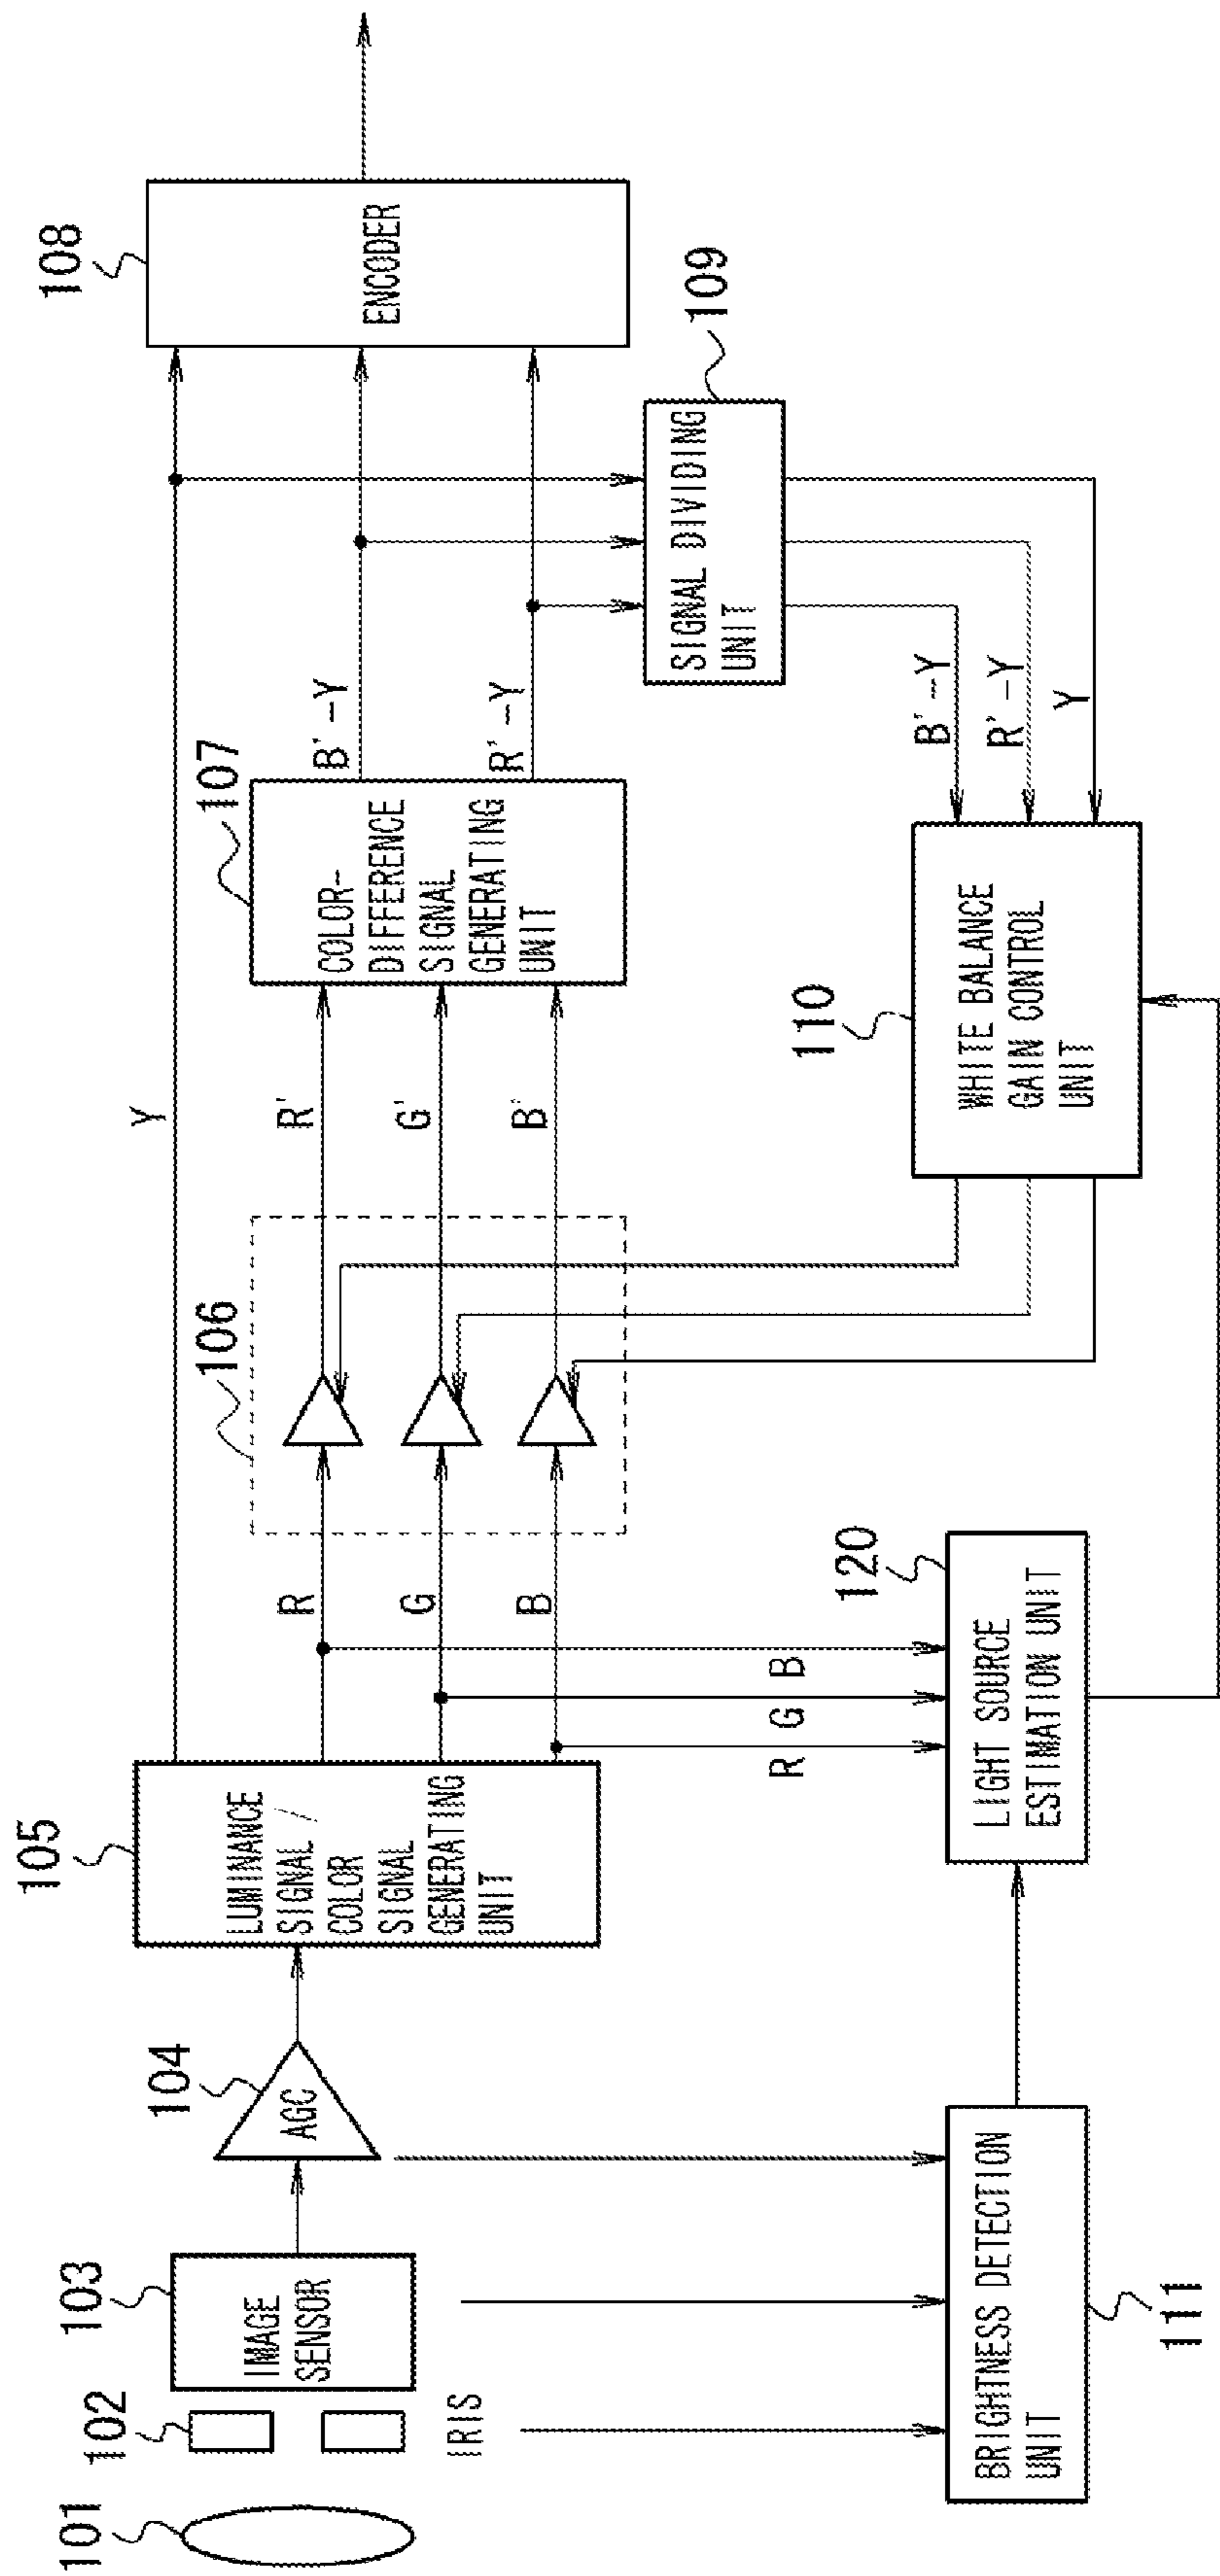 101
102
IRIS
103
IMAGE
SENSOR
104
AGC
105
LUMINANCE
SIGNAL /
COLOR
SIGNAL
GENERATING
UNIT
Y
R
G
B
106
R'
G'
B'
107
COLOR-
DIFFERENCE
SIGNAL
GENERATING
UNIT
B'-Y
R'-Y
108
ENCODER
109
SIGNAL DIVIDING
UNIT
B'-Y
R'-Y
Y
110
WHITE BALANCE
GAIN CONTROL
UNIT
R
G
B
120
LIGHT SOURCE
ESTIMATION UNIT
BRIGHTNESS DETECTION
UNIT
111